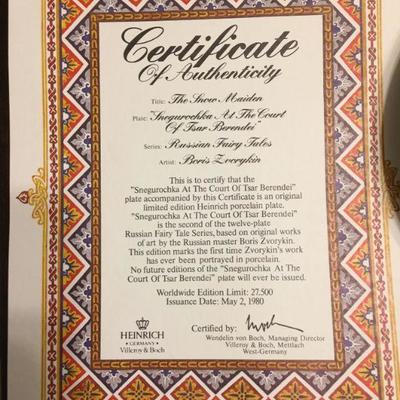 Certificate
Of Authenticity
Title: The Snow Maiden
Plate: Snegurochka At The Court
Of Tsar Berendei
Series: Russian Fairy Tales
Artist: Boris Zvorykin
This is to certify that the
"Snegurochka At The Court Of Tsar Berendei"
plate accompanied by this Certificate is an original
limited edition Heinrich porcelain plate.
"Snegurochka At The Court Of Tsar Berendei"
is the second of the twelve-plate
Russian Fairy Tale Series, based on original works
of art by the Russian master Boris Zvorykin.
This edition marks the first time Zvorykin's work
has ever been portrayed in porcelain.
No future editions of the "Snegurochka At The
Court Of Tsar Berendei" plate will ever be issued.
Worldwide Edition Limit: 27,500
Issuance Date: May 2, 1980
HEINRICH
GERMANY
Villeroy & Boch
Certified by:
Wendelin von Boch, Managing Director
Villeroy & Boch, Mettlach
West-Germany